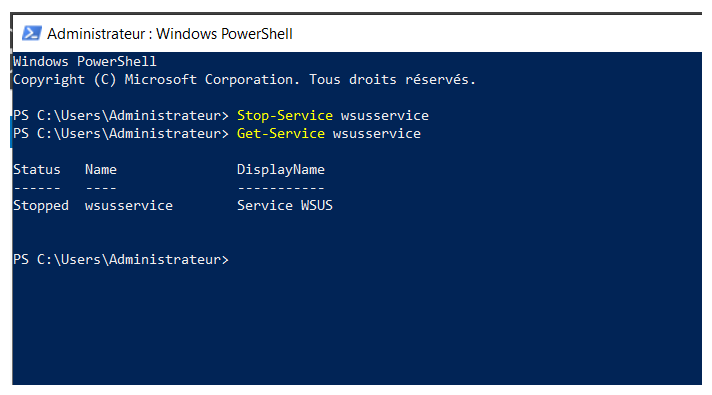 Administrateur : Windows PowerShell
Windows PowerShell
Copyright (C) Microsoft Corporation. Tous droits réservés.
PS C:\Users\Administrateur> Stop-Service wsusservice
PS C:\Users\Administrateur> Get-Service wsusservice
Status   Name               DisplayName
------   ----               -----------
Stopped  wsusservice        Service WSUS
PS C:\Users\Administrateur>